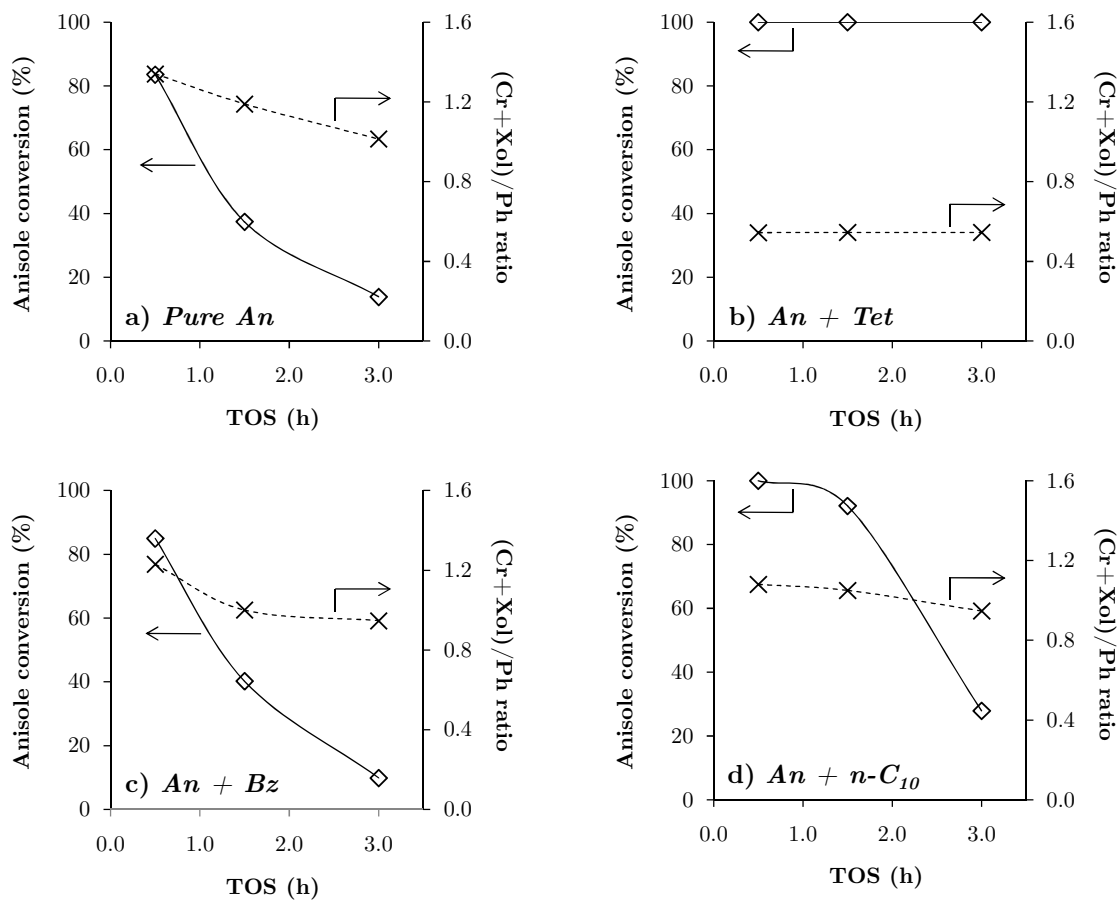 Anisole conversion (%)
100
80
60
40
20
0
1.6
1.2
0.8
0.4
0.0
(Cr+Xol)/Ph ratio
a) Pure An
0.0 1.0 2.0 3.0
TOS (h)
Anisole conversion (%)
100
80
60
40
20
0
1.6
1.2
0.8
0.4
0.0
(Cr+Xol)/Ph ratio
b) An + Tet
0.0 1.0 2.0 3.0
TOS (h)
Anisole conversion (%)
100
80
60
40
20
0
1.6
1.2
0.8
0.4
0.0
(Cr+Xol)/Ph ratio
c) An + Bz
0.0 1.0 2.0 3.0
TOS (h)
Anisole conversion (%)
100
80
60
40
20
0
1.6
1.2
0.8
0.4
0.0
(Cr+Xol)/Ph ratio
d) An + n-C10
0.0 1.0 2.0 3.0
TOS (h)